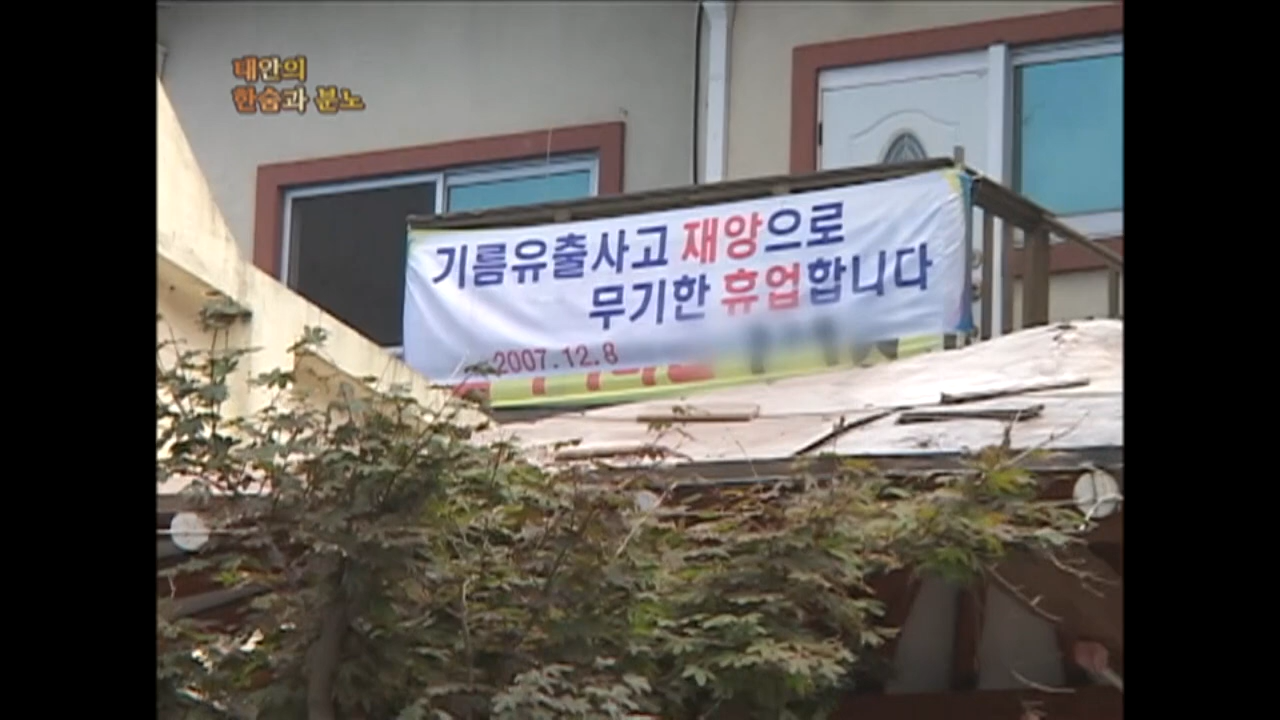 태안의
한숨과 분노
기름유출사고 재앙으로
무기한 휴업합니다
2007.12.8